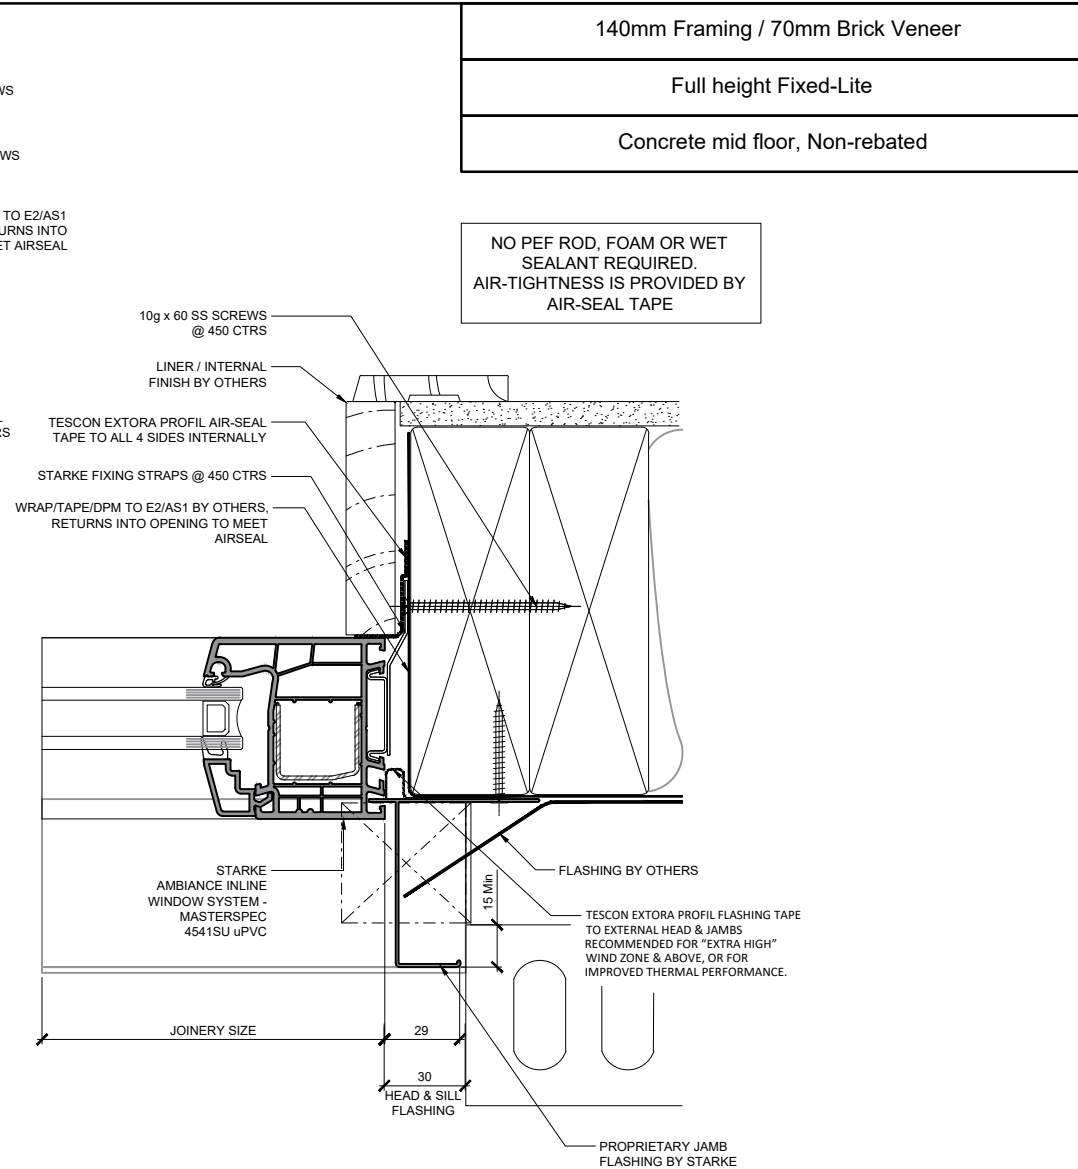 140mm Framing / 70mm Brick Veneer
Full height Fixed-Lite
Concrete mid floor, Non-rebated
TO E2/AS1
NO PEF ROD, FOAM OR WET
SEALANT REQUIRED.
AIR-TIGHTNESS IS PROVIDED BY
AIR-SEAL TAPE
AIRSEAL
10g x 60 SS SCREWS
@ 450 CTRS
LINER / INTERNAL
FINISH BY OTHERS
TESCON EXTORA PROFIL AIR-SEAL
TAPE TO ALL 4 SIDES INTERNALLY
STARKE FIXING STRAPS @ 450 CTRS
WRAP/TAPE/DPM TO E2/AS1 BY OTHERS,
RETURNS INTO OPENING TO MEET
AIRSEAL
STARKE
AMBIANCE INLINE
WINDOW SYSTEM -
MASTERSPEC
4541SU uPVC
FLASHING BY OTHERS
15 Min
TESCON EXTORA PROFIL FLASHING TAPE
TO EXTERNAL HEAD & JAMBS
RECOMMENDED FOR “EXTRA HIGH”
WIND ZONE & ABOVE, OR FOR
IMPROVED THERMAL PERFORMANCE.
JOINERY SIZE
29
30
HEAD & SILL
FLASHING
PROPRIETARY JAMB
FLASHING BY STARKE